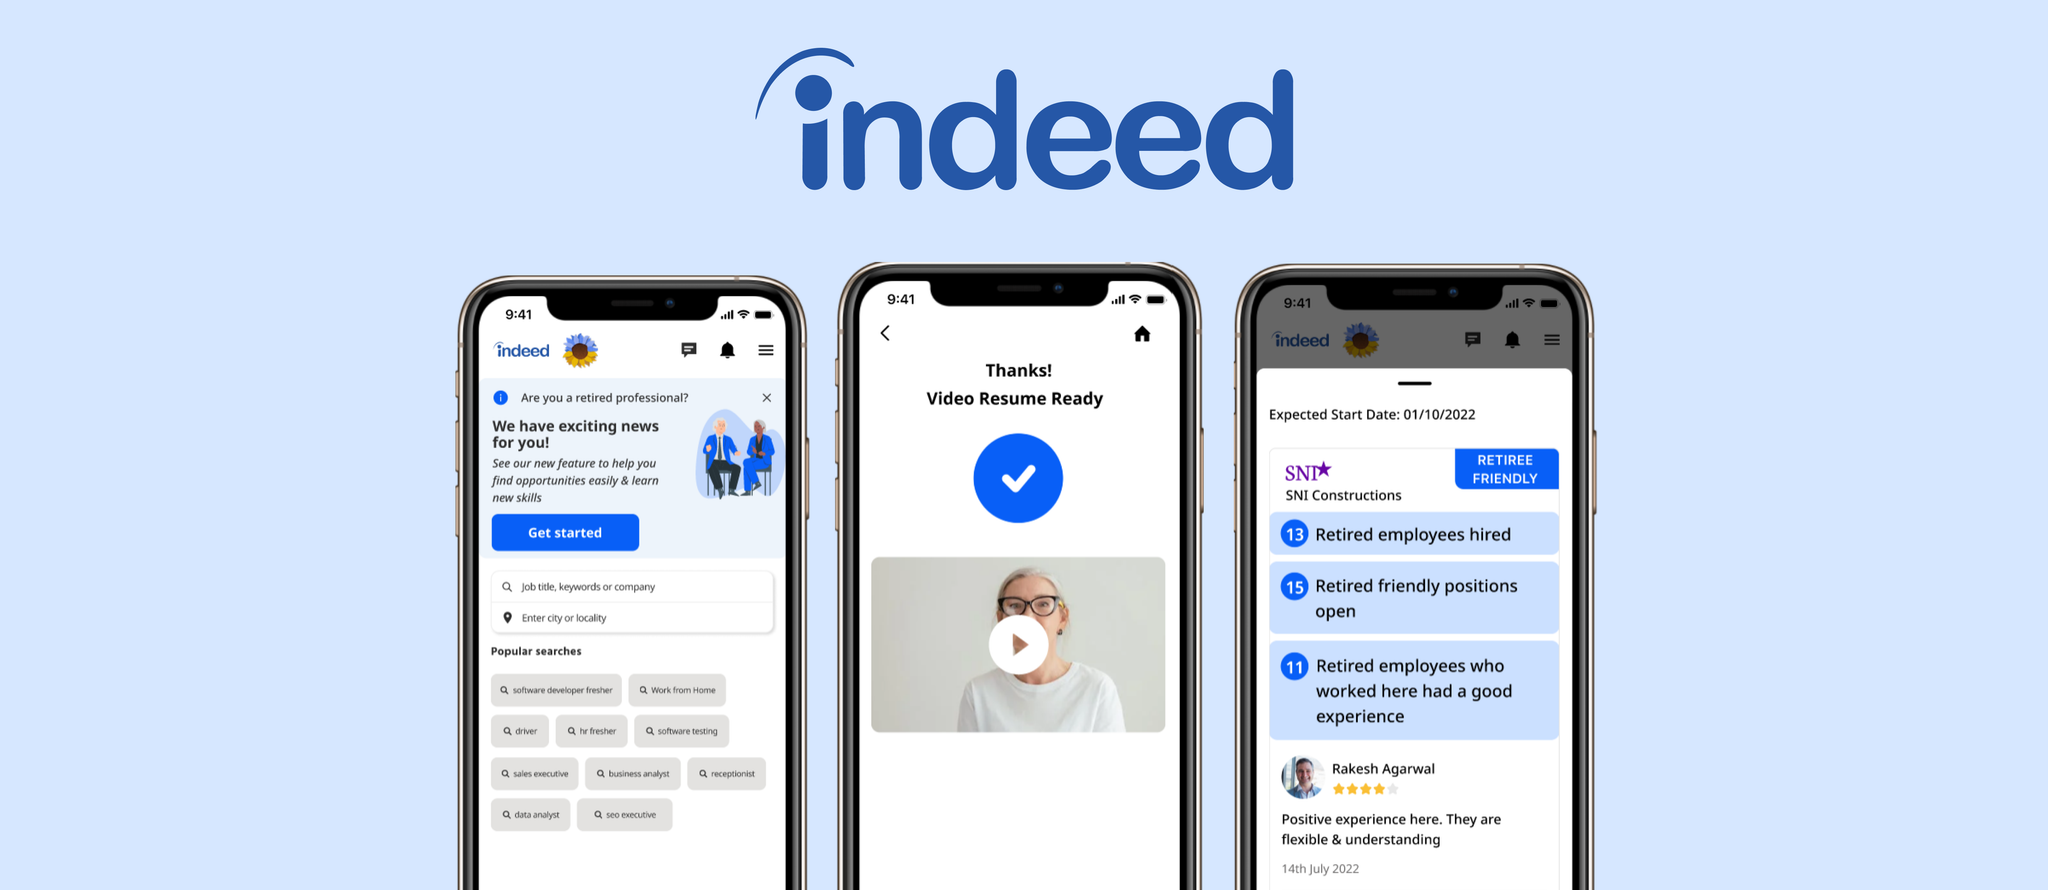 indeed
9:41
indeed
Are you a retired professional?
We have exciting news
for you!
See our new feature to help you
find opportunities easily & learn
new skills
Get started
Job title, keywords or company
Enter city or locality
Popular searches
software developer fresher
Work from Home
driver
hr fresher
software testing
sales executive
business analyst
receptionist
data analyst
seo executive
9:41
Thanks!
Video Resume Ready
9:41
indeed
Expected Start Date: 01/10/2022
SNI
SNI Constructions
RETIREE
FRIENDLY
13 Retired employees hired
15 Retired friendly positions
open
11 Retired employees who
worked here had a good
experience
Rakesh Agarwal
Positive experience here. They are
flexible & understanding
14th July 2022